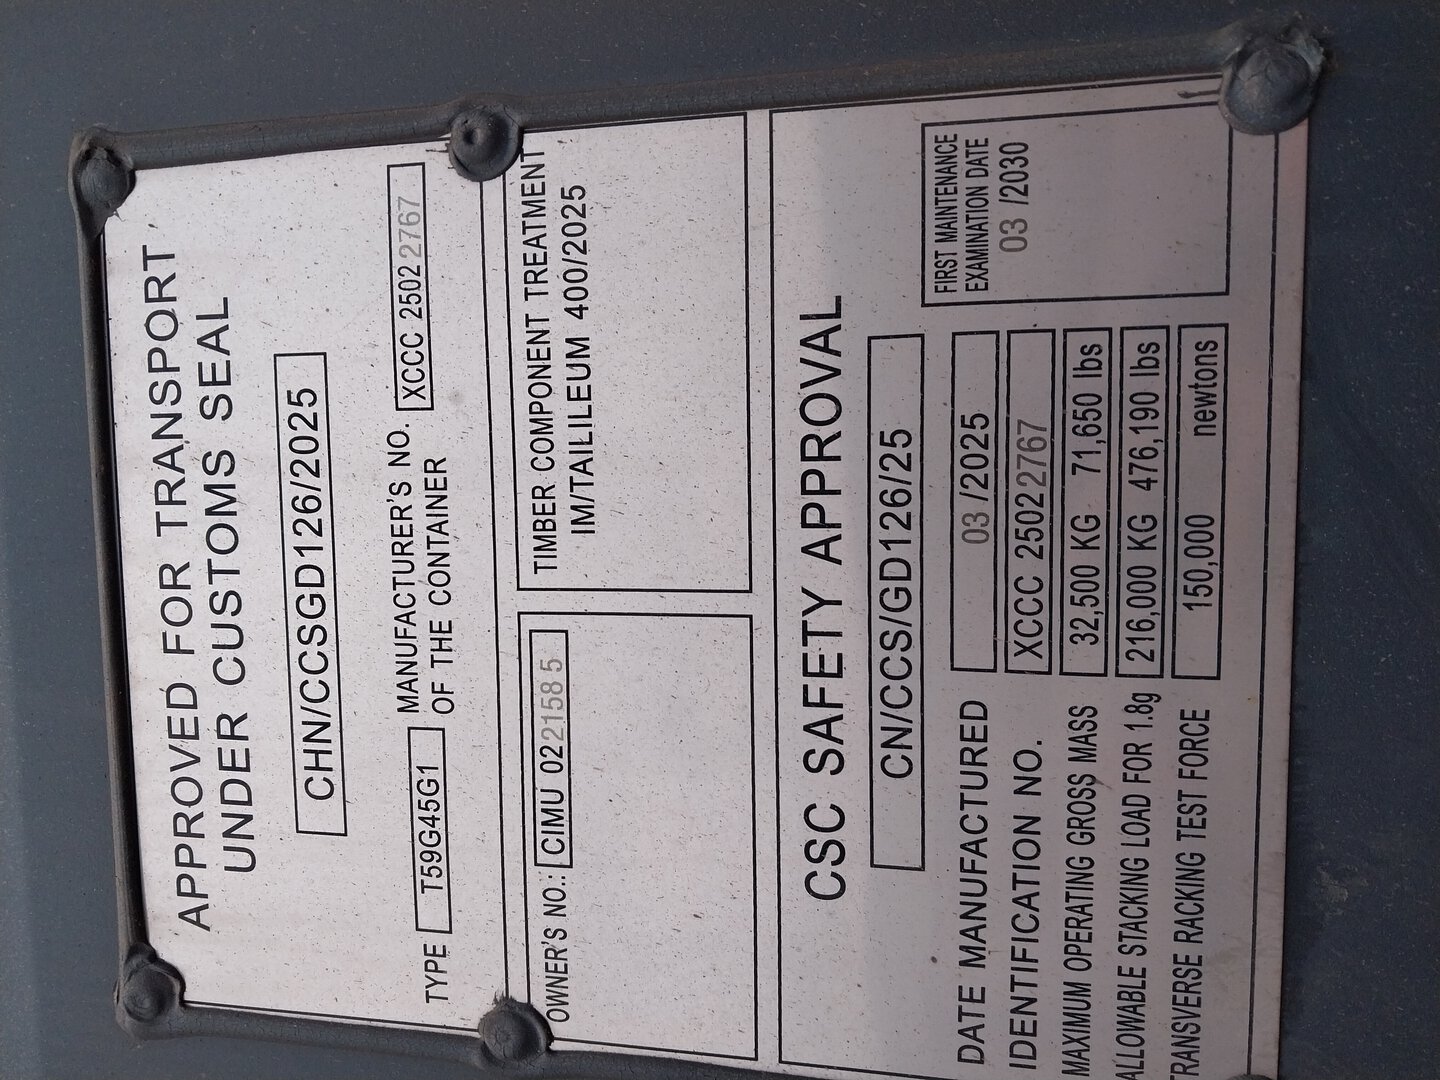 APPROVED FOR TRANSPORT
UNDER CUSTOMS SEAL
CHN/CCSGD126/2025
TYPE T59G45G1 MANUFACTURER'S NO. OF THE CONTAINER XCCC 2502 2767
OWNER'S NO.: CIMU 02 2158 5
TIMBER COMPONENT TREATMENT
IM/TAILILEUM 400/2025
CSC SAFETY APPROVAL
CN/CCS/GD126/25
DATE MANUFACTURED 03 /2025
IDENTIFICATION NO. XCCC 2502 2767
MAXIMUM OPERATING GROSS MASS 32,500 KG 71,650 lbs
ALLOWABLE STACKING LOAD FOR 1.8g 216,000 KG 476,190 lbs
TRANSVERSE RACKING TEST FORCE 150,000 newtons
FIRST MAINTENANCE
EXAMINATION DATE
03 /2030